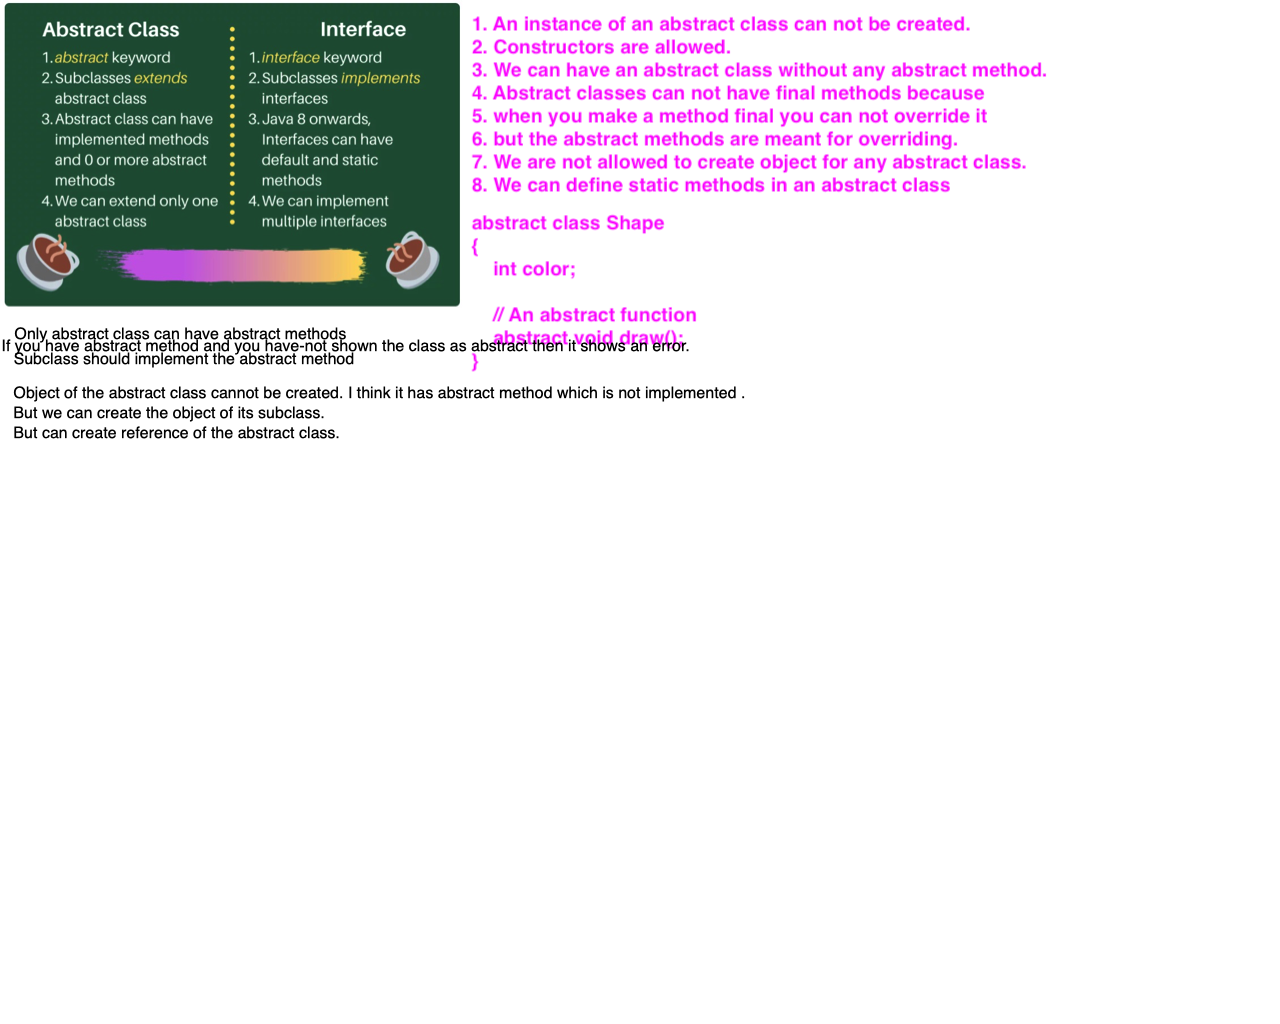 Abstract Class
1. abstract keyword
2. Subclasses extends
abstract class
3. Abstract class can have
implemented methods
and 0 or more abstract
methods
4. We can extend only one
abstract class
Interface
1. interface keyword
2. Subclasses implements
interfaces
3. Java 8 onwards,
Interfaces can have
default and static
methods
4. We can implement
multiple interfaces
1. An instance of an abstract class can not be created.
2. Constructors are allowed.
3. We can have an abstract class without any abstract method.
4. Abstract classes can not have final methods because
5. when you make a method final you can not override it
6. but the abstract methods are meant for overriding.
7. We are not allowed to create object for any abstract class.
8. We can define static methods in an abstract class
abstract class Shape
{
int color;
// An abstract function
abstract void draw();
}
Only abstract class can have abstract methods
If you have abstract method and you have-not shown the class as abstract then it shows an error.
Subclass should implement the abstract method
Object of the abstract class cannot be created. I think it has abstract method which is not implemented .
But we can create the object of its subclass.
But can create reference of the abstract class.